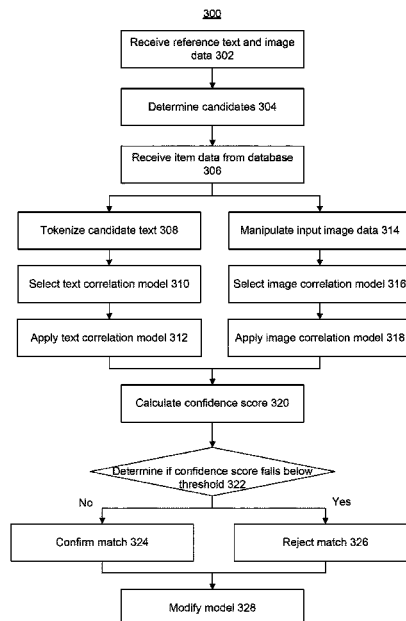 300
Receive reference text and image
data 302
Determine candidates 304
Receive item data from database
306
Tokenize candidate text 308
Manipulate input image data 314
Select text correlation model 310
Select image correlation model 316
Apply text correlation model 312
Apply image correlation model 318
Calculate confidence score 320
Determine if confidence score falls below
threshold 322
No
Yes
Confirm match 324
Reject match 326
Modify model 328